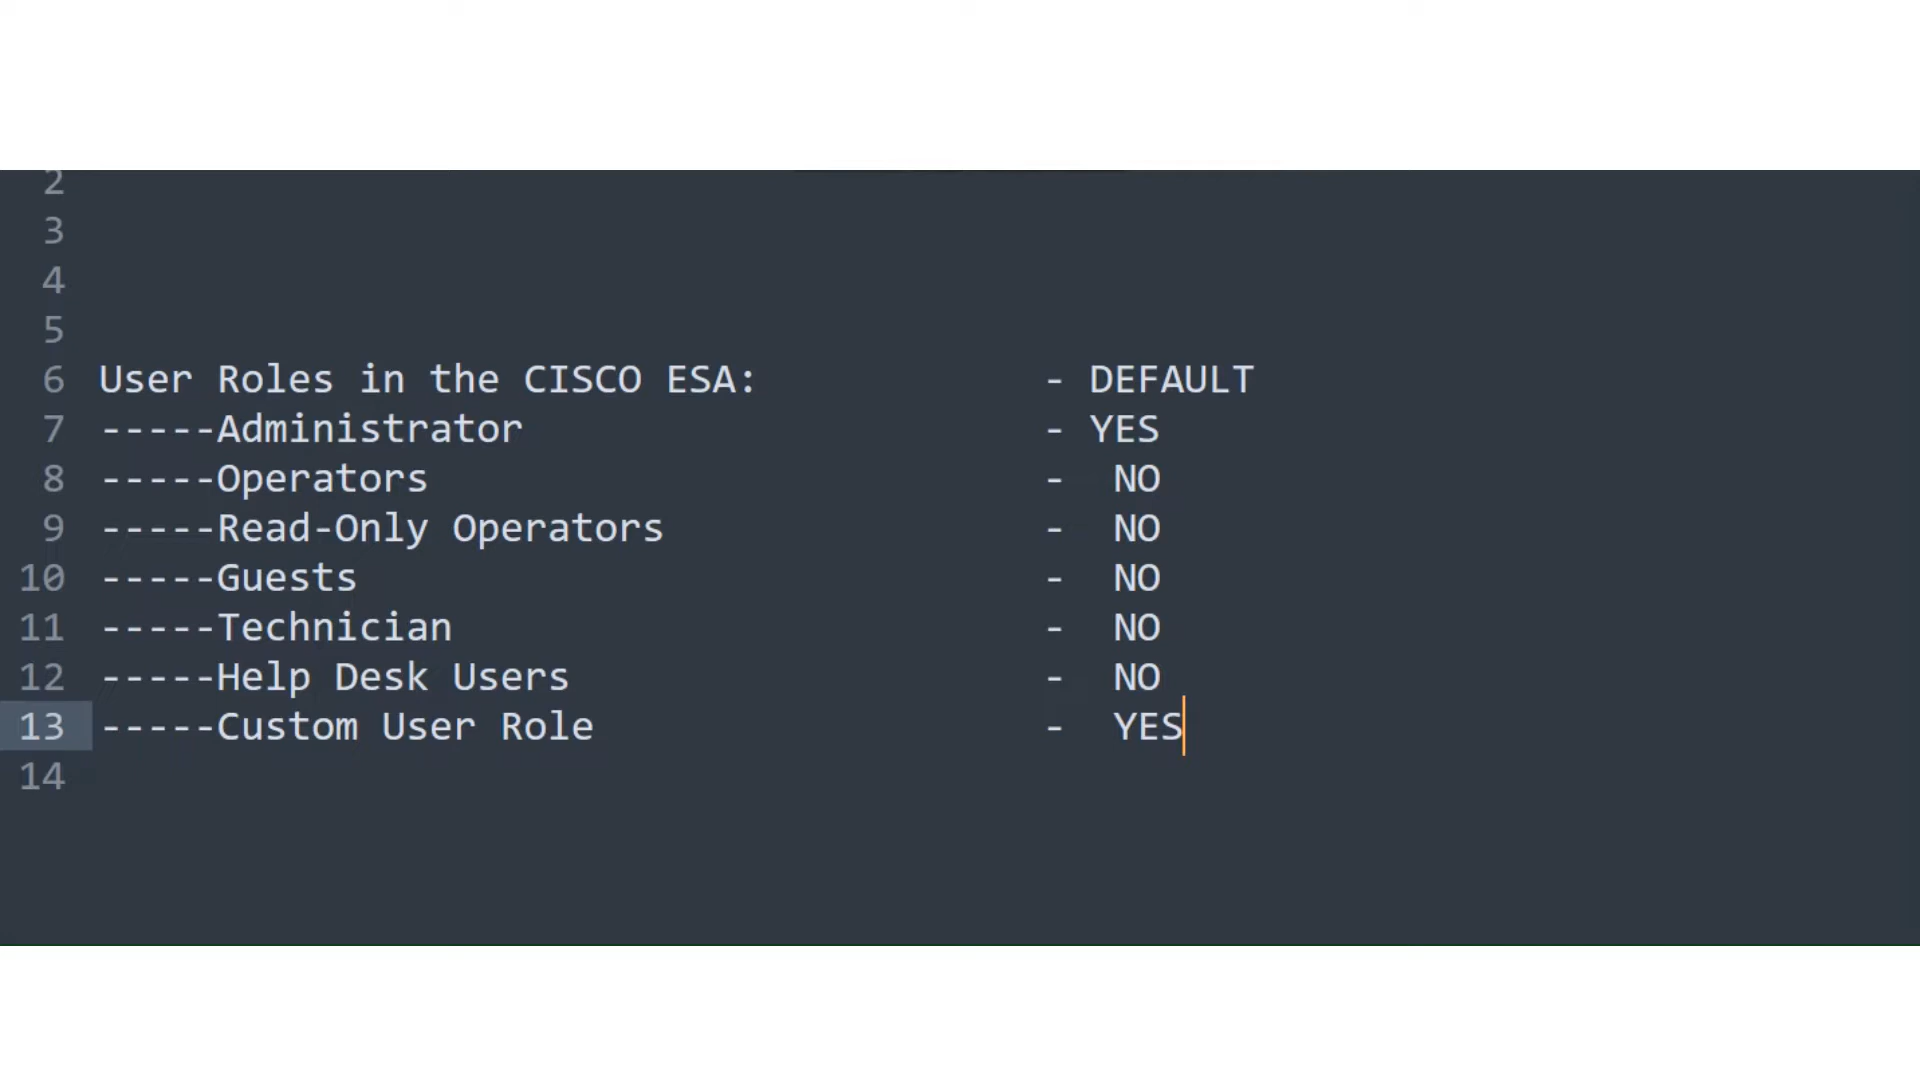 2
3
4
5
6 User Roles in the CISCO ESA: - DEFAULT
7 -----Administrator - YES
8 -----Operators - NO
9 -----Read-Only Operators - NO
10 -----Guests - NO
11 -----Technician - NO
12 -----Help Desk Users - NO
13 -----Custom User Role - YES
14